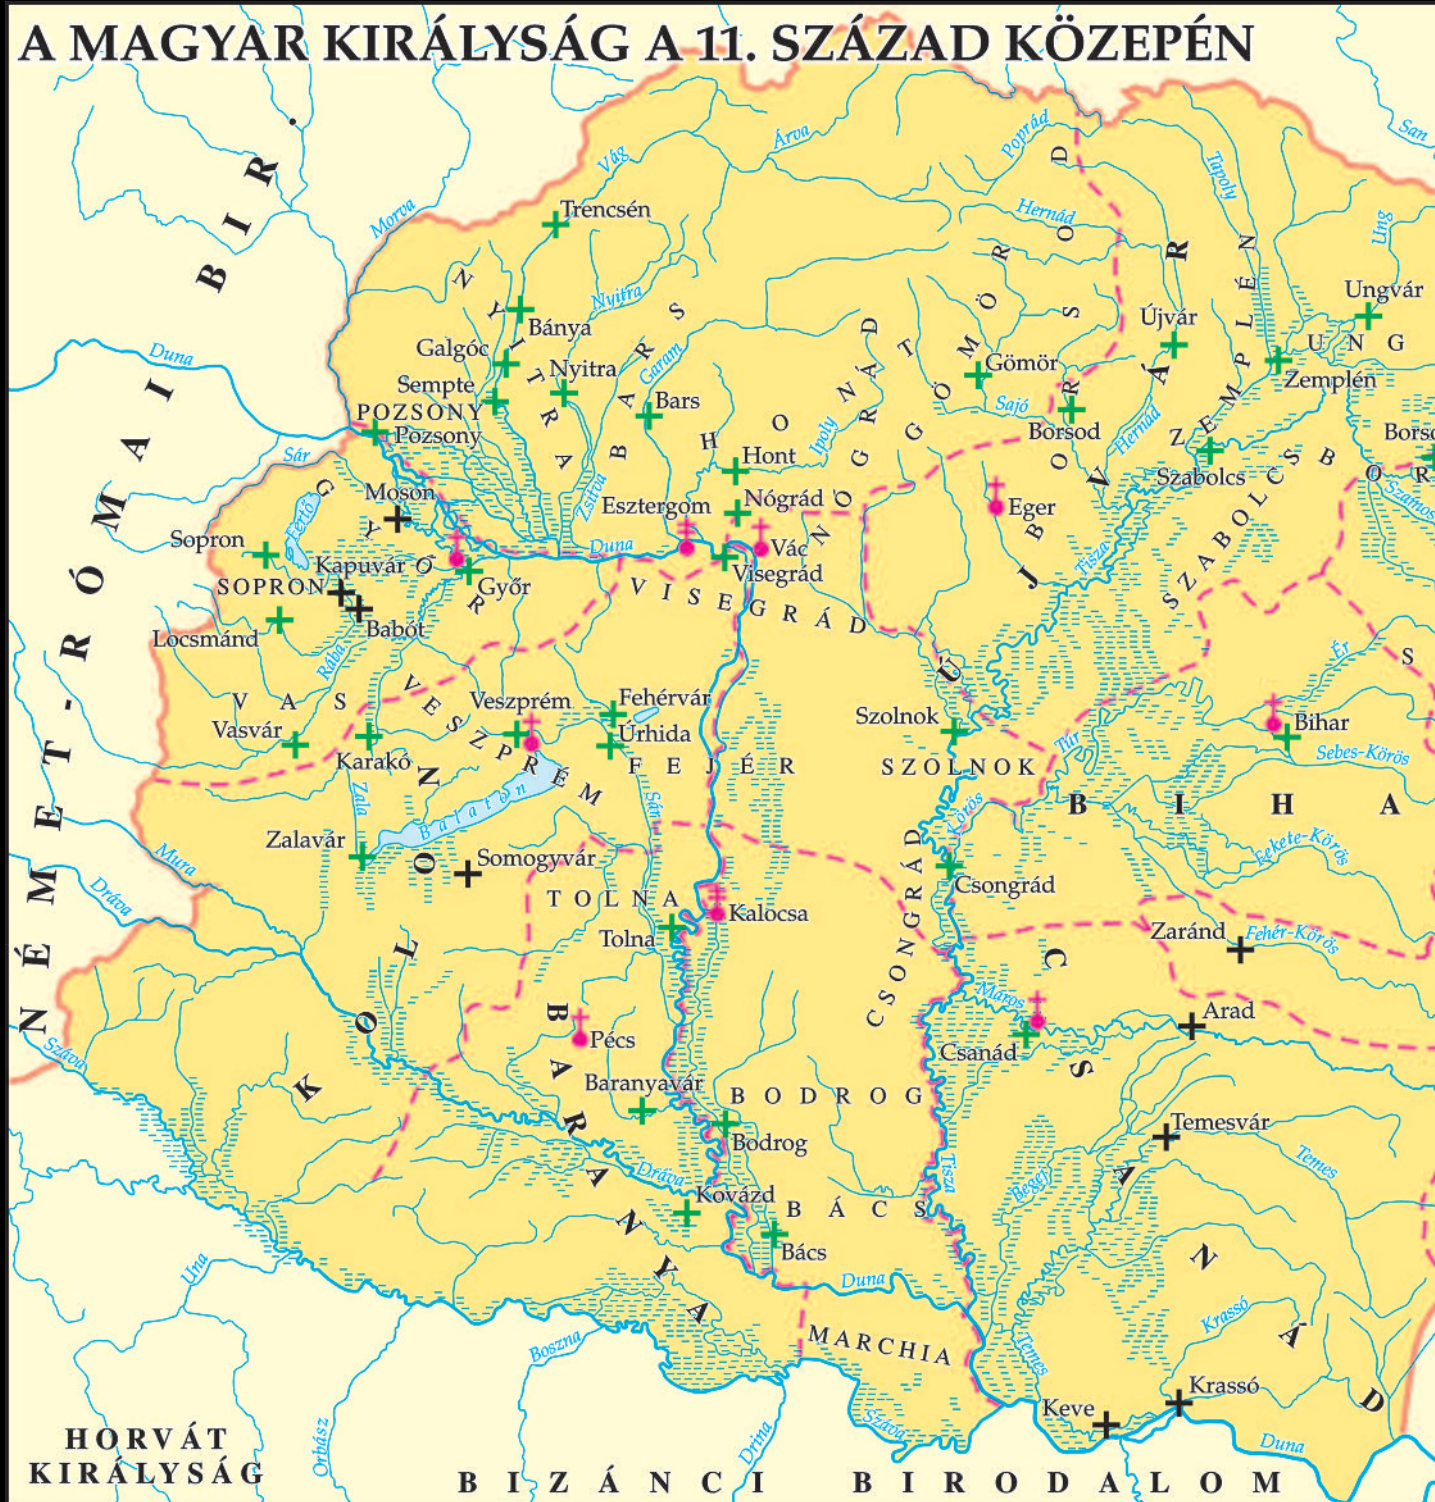 A MAGYAR KIRÁLYSÁG A 11. SZÁZAD KÖZEPÉN
NÉMET-RÓMAI BIR.
HORVÁT
KIRÁLYSÁG
BIZÁNCI BIRODALOM
San
Poprád
Árva
Vág
Tapoly
Morva
Trencsén
Hernád
Ung
NYITRA
Nyitra
Bánya
Ungvár
Újvár
UNG
Duna
Galgóc
Nyitra
Garam
BARS
Gömör
GÖMÖR
Zemplén
ZEMPLÉN
Sempte
Bars
Sajó
POZSONY
Pozsony
HONT
Ipoly
NÓGRÁD
Borsod
BORSOD
Hernád
Szabolcs
SZABOLCS
BOR
Szamos
Sár
Hont
Moson
Zsitva
Esztergom
Nógrád
Eger
ÚJVÁR
Fertő
GYŐR
Sopron
Duna
Vác
Tisza
Kapuvár
SOPRON
Győr
Visegrád
VISEGRÁD
Babót
Locsmánd
Rába
Ér
S
VAS
VESZPRÉM
Veszprém
Fehérvár
Vasvár
Szolnok
Bihar
Úrhida
Túr
Karakó
FEJÉR
SZOLNOK
Sebes-Körös
Zala
Sár
BIHA
Balaton
Körös
Zalavár
Fekete-Körös
Mura
Somogyvár
CSONGRÁD
Csongrád
Dráva
TOLNA
Kalocsa
Tolna
Zaránd
Fehér-Körös
KOLON
Maros
Arad
Pécs
Csanád
CSANÁD
Száva
Baranyavár
BARANYA
BODROG
Temesvár
Bodrog
Tisza
Temes
Dráva
Begej
Kovázd
BÁCS
Bács
Una
Duna
Krassó
MARCHIA
Temes
Boszna
Krassó
Keve
Orbász
Drina
Száva
Duna